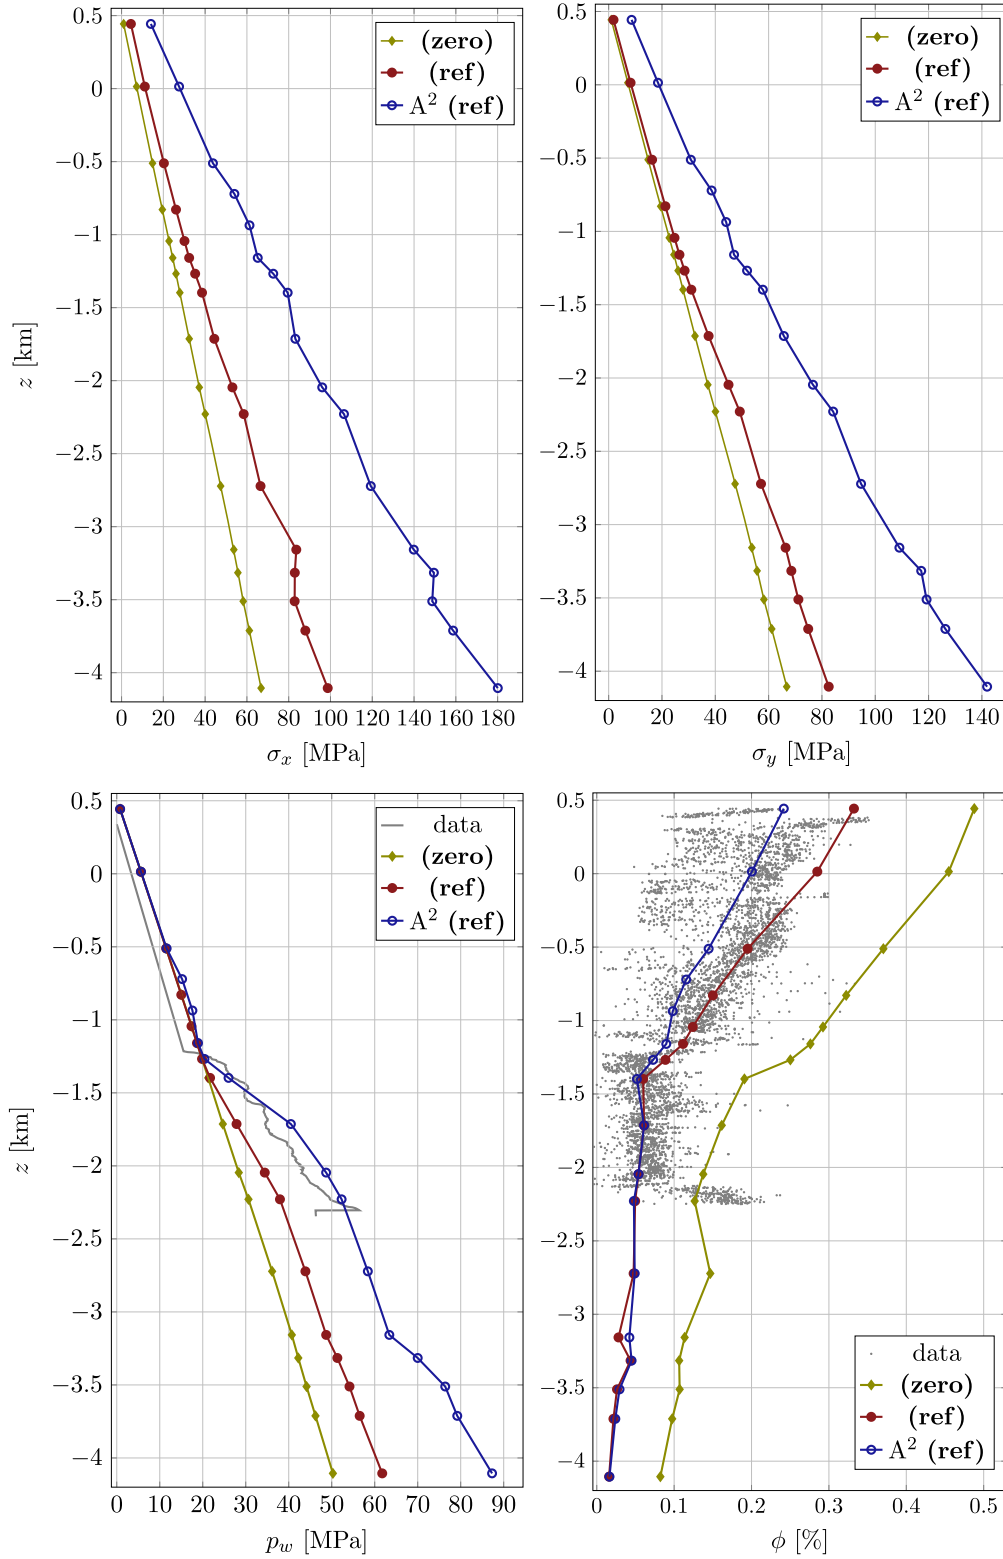 0.5
0
−0.5
−1
−1.5
−2
−2.5
−3
−3.5
−4
z [km]
0 20 40 60 80 100 120 140 160 180
σx [MPa]
(zero)
(ref)
A² (ref)
0.5
0
−0.5
−1
−1.5
−2
−2.5
−3
−3.5
−4
0 20 40 60 80 100 120 140
σy [MPa]
(zero)
(ref)
A² (ref)
0.5
0
−0.5
−1
−1.5
−2
−2.5
−3
−3.5
−4
z [km]
0 10 20 30 40 50 60 70 80 90
pw [MPa]
data
(zero)
(ref)
A² (ref)
0.5
0
−0.5
−1
−1.5
−2
−2.5
−3
−3.5
−4
0 0.1 0.2 0.3 0.4 0.5
ϕ [%]
data
(zero)
(ref)
A² (ref)